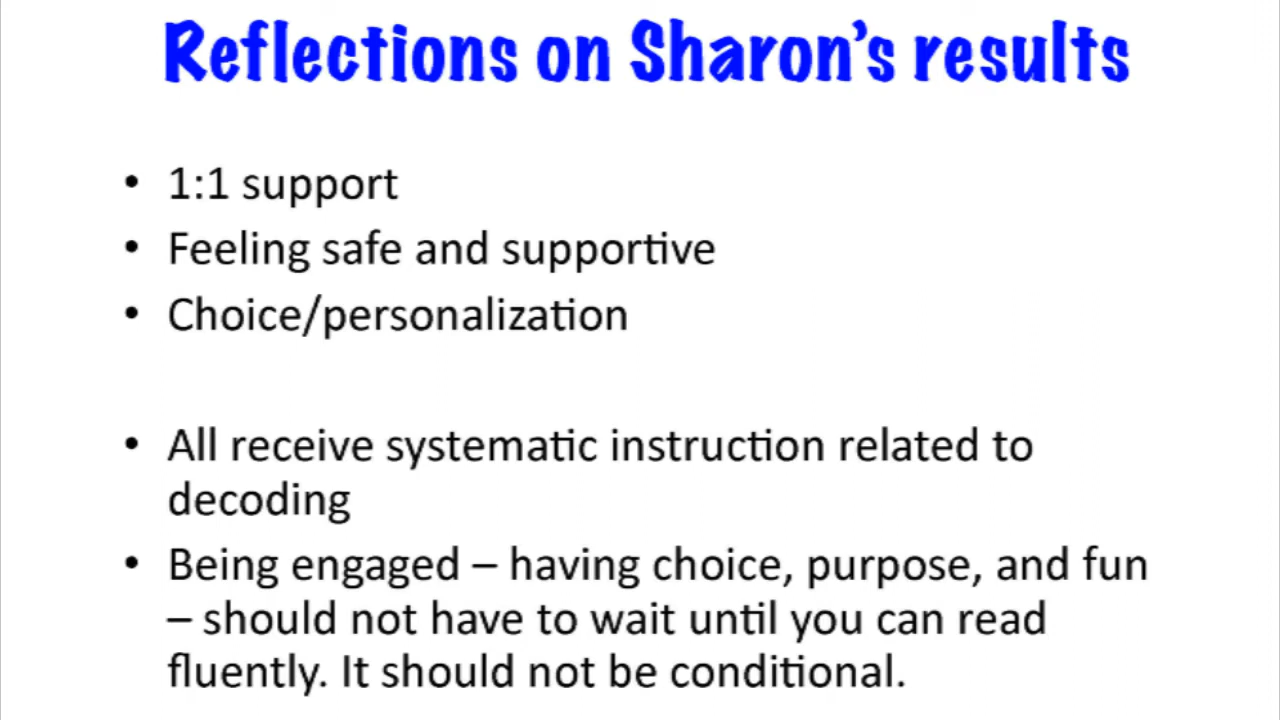 Reflections on Sharon's results
• 1:1 support
• Feeling safe and supportive
• Choice/personalization
• All receive systematic instruction related to
decoding
• Being engaged – having choice, purpose, and fun
– should not have to wait until you can read
fluently. It should not be conditional.